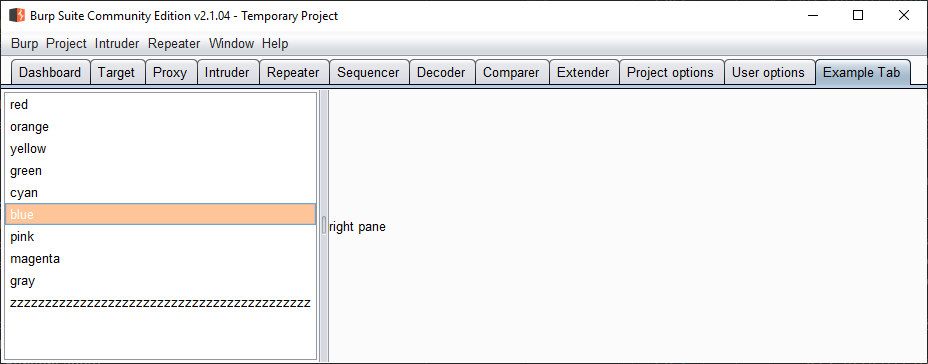 Burp Suite Community Edition v2.1.04 - Temporary Project
Burp Project Intruder Repeater Window Help
Dashboard Target Proxy Intruder Repeater Sequencer Decoder Comparer Extender Project options User options Example Tab
red
orange
yellow
green
cyan
blue
pink
magenta
gray
zzzzzzzzzzzzzzzzzzzzzzzzzzzzzzzzzzzzzzzzzzz
right pane